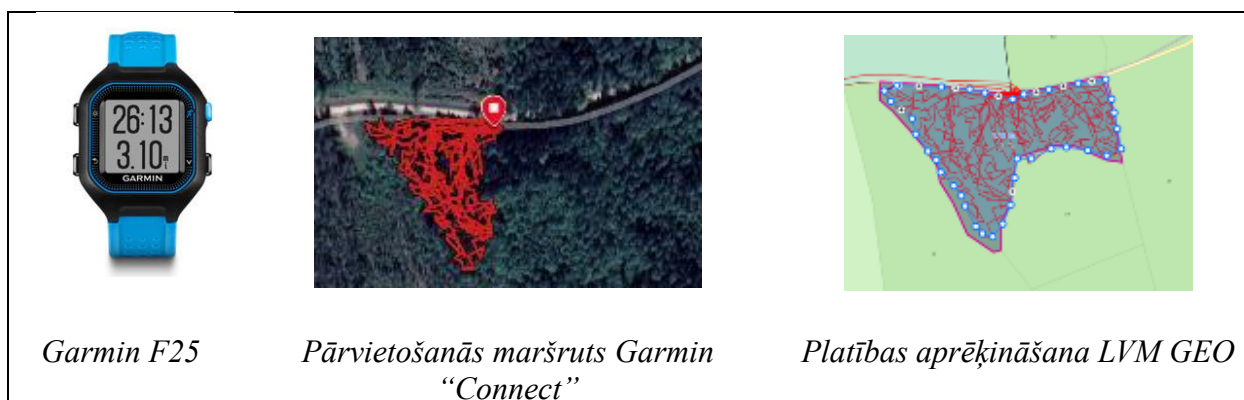 26:13
3.10
GARMIN
Garmin F25
Pārvietošanās maršruts Garmin
“Connect”
Platības aprēķināšana LVM GEO